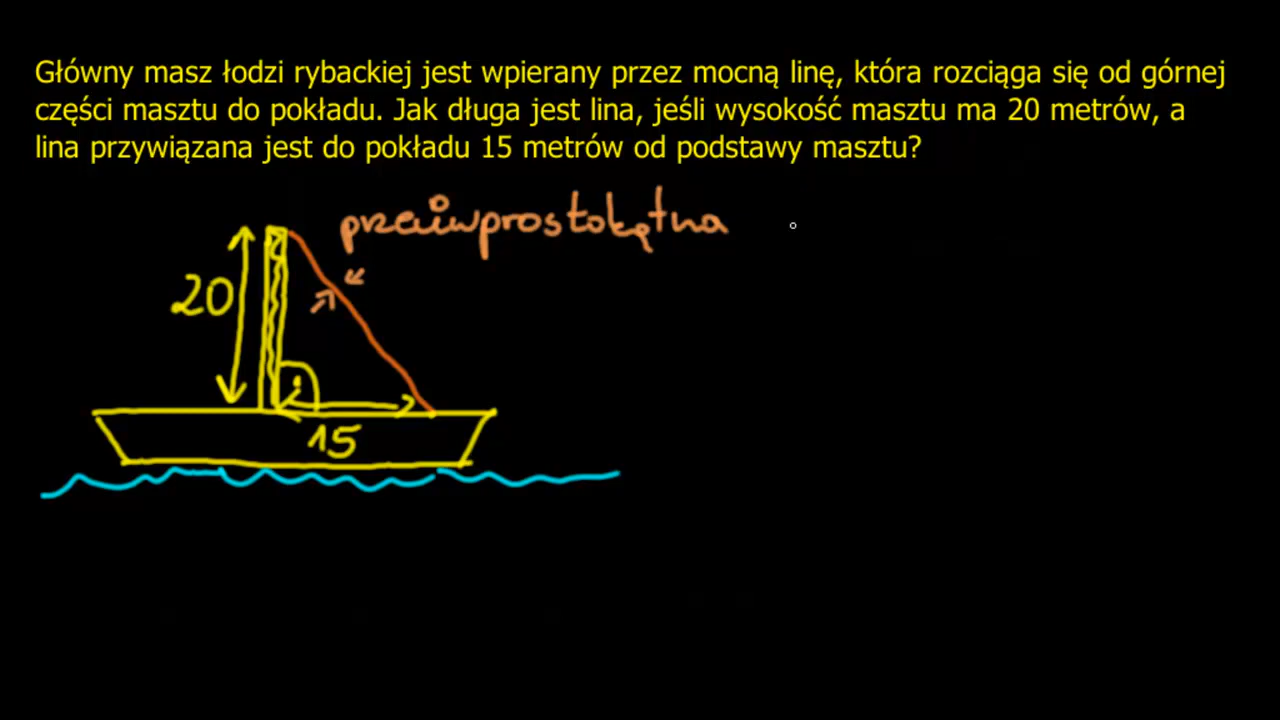 Główny masz łodzi rybackiej jest wpierany przez mocną linę, która rozciąga się od górnej
części masztu do pokładu. Jak długa jest lina, jeśli wysokość masztu ma 20 metrów, a
lina przywiązana jest do pokładu 15 metrów od podstawy masztu?
przeciwprostokątna
20
15